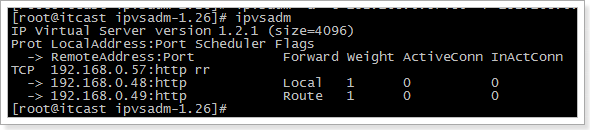 [root@itcast ipvsadm-1.26]# ipvsadm
IP Virtual Server version 1.2.1 (size=4096)
Prot LocalAddress:Port Scheduler Flags
  -> RemoteAddress:Port           Forward Weight ActiveConn InActConn
TCP  192.168.0.57:http rr
  -> 192.168.0.48:http            Local   1      0          0
  -> 192.168.0.49:http            Route   1      0          0
[root@itcast ipvsadm-1.26]#